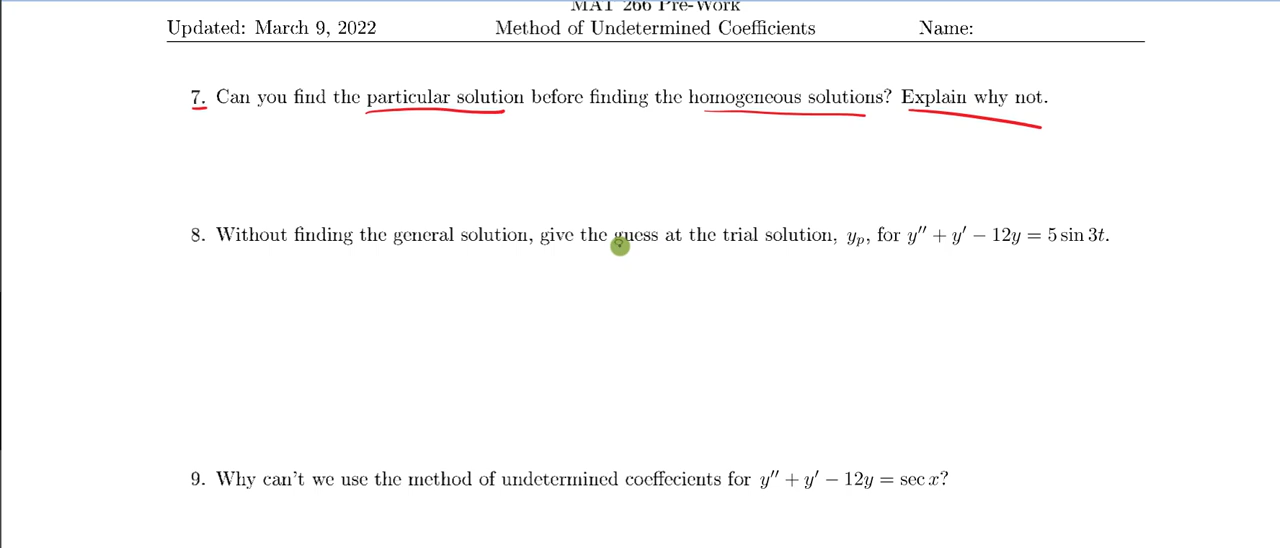 MAT 266 Pre-Work
Updated: March 9, 2022 Method of Undetermined Coefficients Name:
7. Can you find the particular solution before finding the homogeneous solutions? Explain why not.
8. Without finding the general solution, give the guess at the trial solution, yₚ, for y″ + y′ − 12y = 5 sin 3t.
9. Why can't we use the method of undetermined coeffecients for y″ + y′ − 12y = sec x?